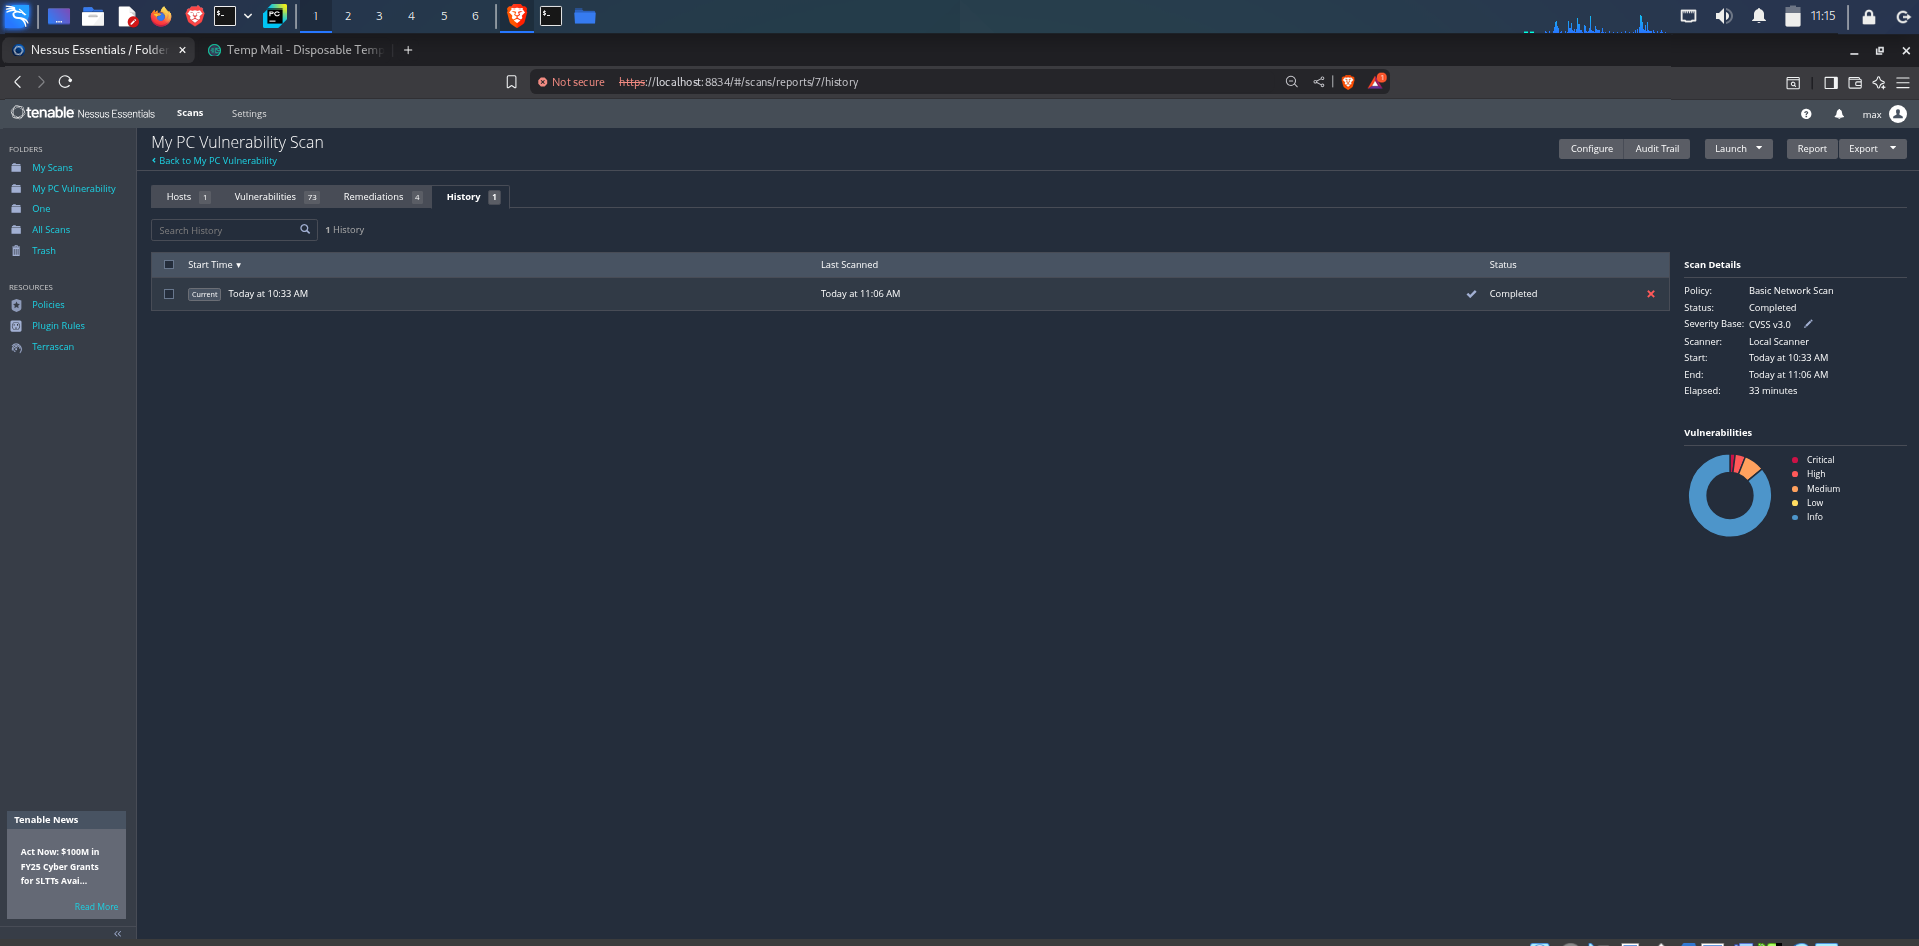 1 2 3 4 5 6 11:15
Nessus Essentials / Folde
Temp Mail - Disposable Temp
Not secure https://localhost:8834/#/scans/reports/7/history
tenable Nessus Essentials Scans Settings max
FOLDERS
My Scans
My PC Vulnerability
One
All Scans
Trash
RESOURCES
Policies
Plugin Rules
Terrascan
Tenable News
Act Now: $100M in
FY25 Cyber Grants
for SLTTs Avai...
Read More
My PC Vulnerability Scan
Back to My PC Vulnerability
Configure Audit Trail Launch Report Export
Hosts 1 Vulnerabilities 73 Remediations 4 History 1
Search History 1 History
Start Time Last Scanned Status
Current Today at 10:33 AM Today at 11:06 AM Completed
Scan Details
Policy: Basic Network Scan
Status: Completed
Severity Base: CVSS v3.0
Scanner: Local Scanner
Start: Today at 10:33 AM
End: Today at 11:06 AM
Elapsed: 33 minutes
Vulnerabilities
Critical
High
Medium
Low
Info